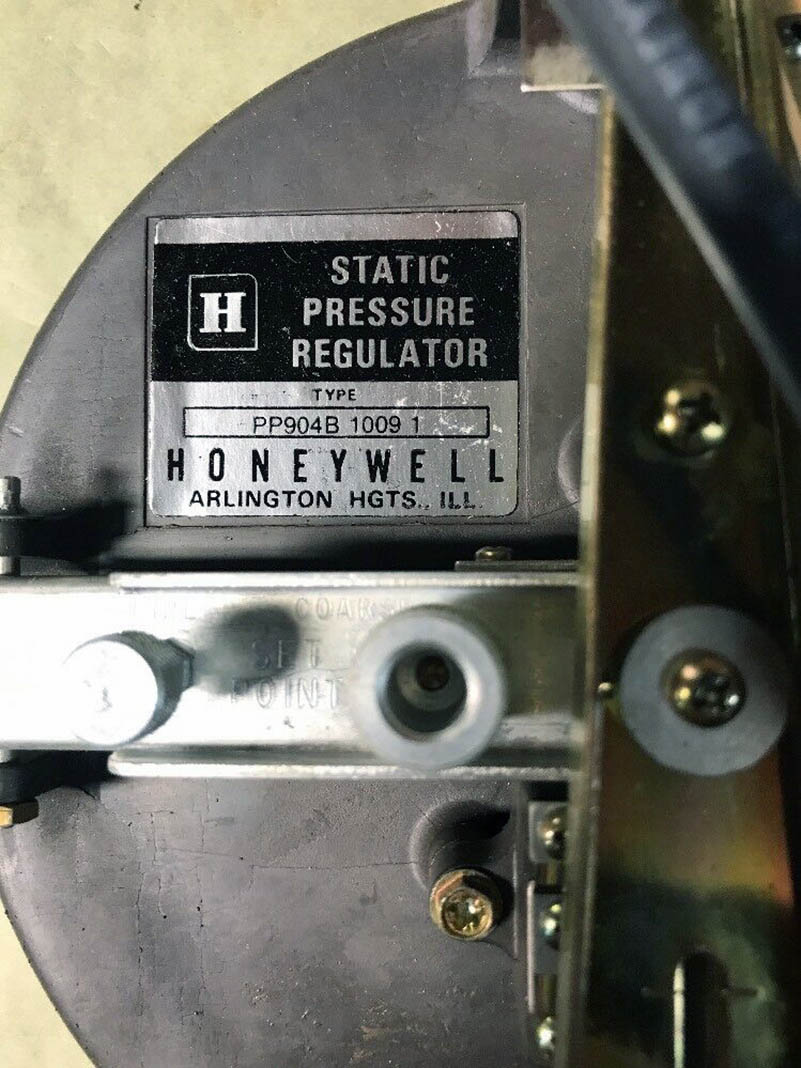 H
STATIC
PRESSURE
REGULATOR
TYPE
PP904B 1009 1
HONEYWELL
ARLINGTON HGTS., ILL.
SET
POINT